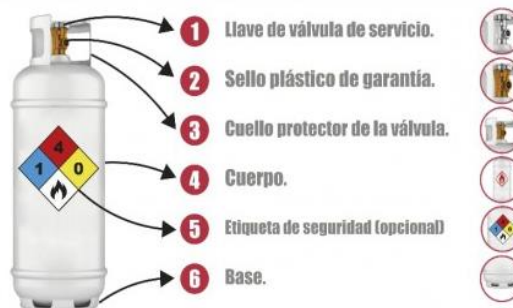 1 Llave de válvula de servicio.
2 Sello plástico de garantía.
3 Cuello protector de la válvula.
4 Cuerpo.
5 Etiqueta de seguridad (opcional)
6 Base.
4
1 0